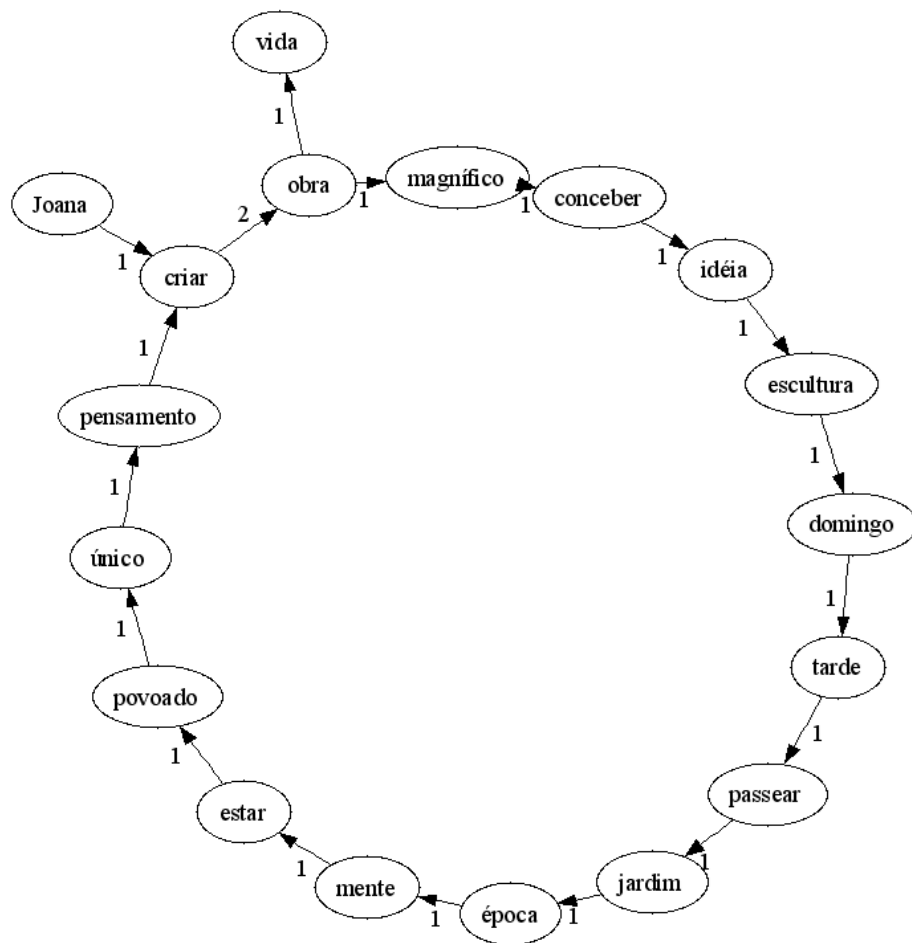 vida
1
obra
1
magnífico
1
conceber
Joana
1
2
1
criar
idéia
1
1
escultura
pensamento
1
1
domingo
único
1
1
tarde
povoado
1
1
passear
estar
1
1
jardim
mente
1
época
1